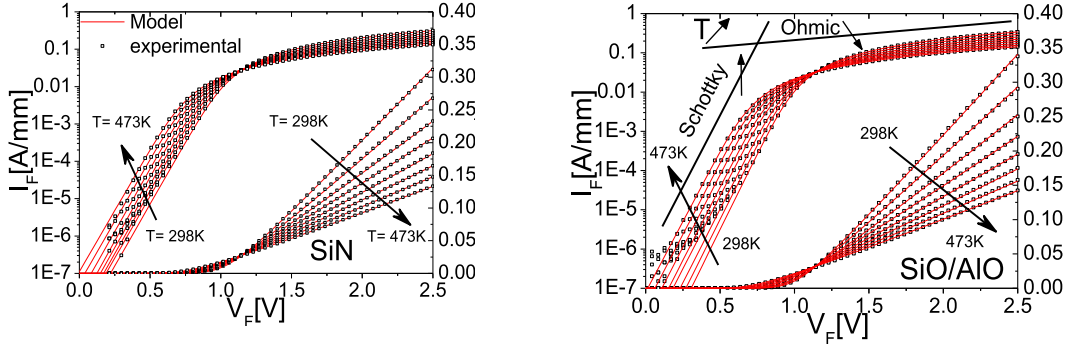 Model
experimental
0.1
0.01
1E-3
1E-4
1E-5
1E-6
1E-7
I_F[A/mm]
0.40
0.35
0.30
0.25
0.20
0.15
0.10
0.05
0.00
T= 473K
T= 298K
T= 298K
T= 473K
SiN
0.0 0.5 1.0 1.5 2.0 2.5
V_F[V]
1
0.1
0.01
1E-3
1E-4
1E-5
1E-6
1E-7
I_F[A/mm]
0.40
0.35
0.30
0.25
0.20
0.15
0.10
0.05
0.00
T
Ohmic
Schottky
473K
298K
298K
473K
SiO/AlO
0.0 0.5 1.0 1.5 2.0 2.5
V_F[V]